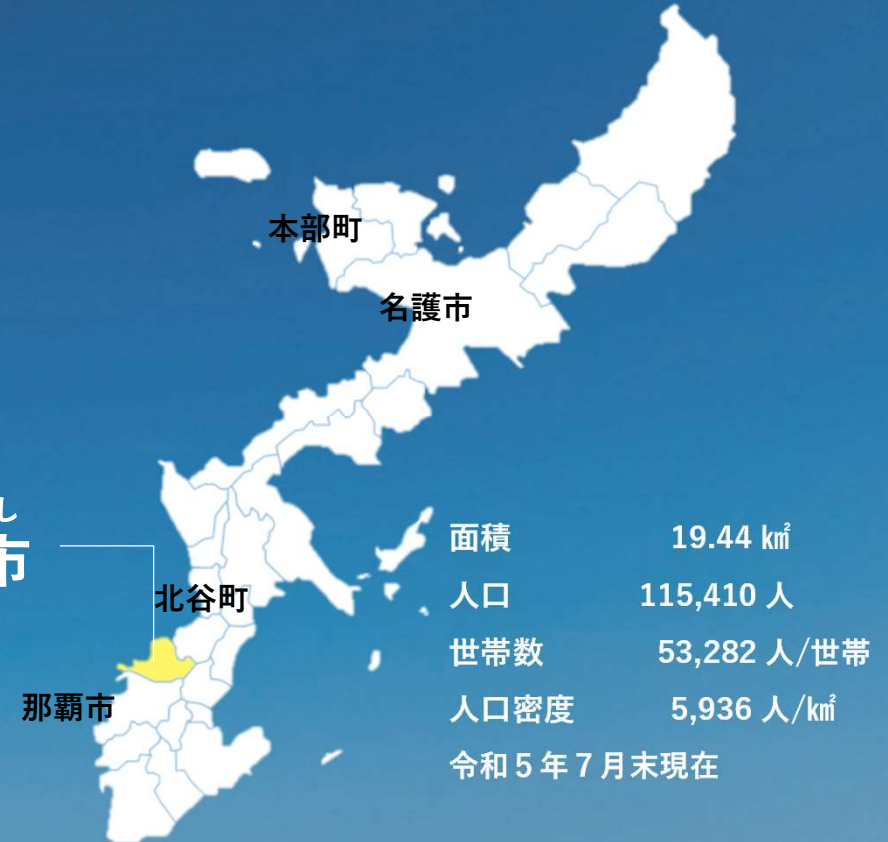 本部町
名護市
し
市
北谷町
那覇市
面積 19.44 ㎢
人口 115,410 人
世帯数 53,282 人/世帯
人口密度 5,936 人/㎢
令和５年７月末現在